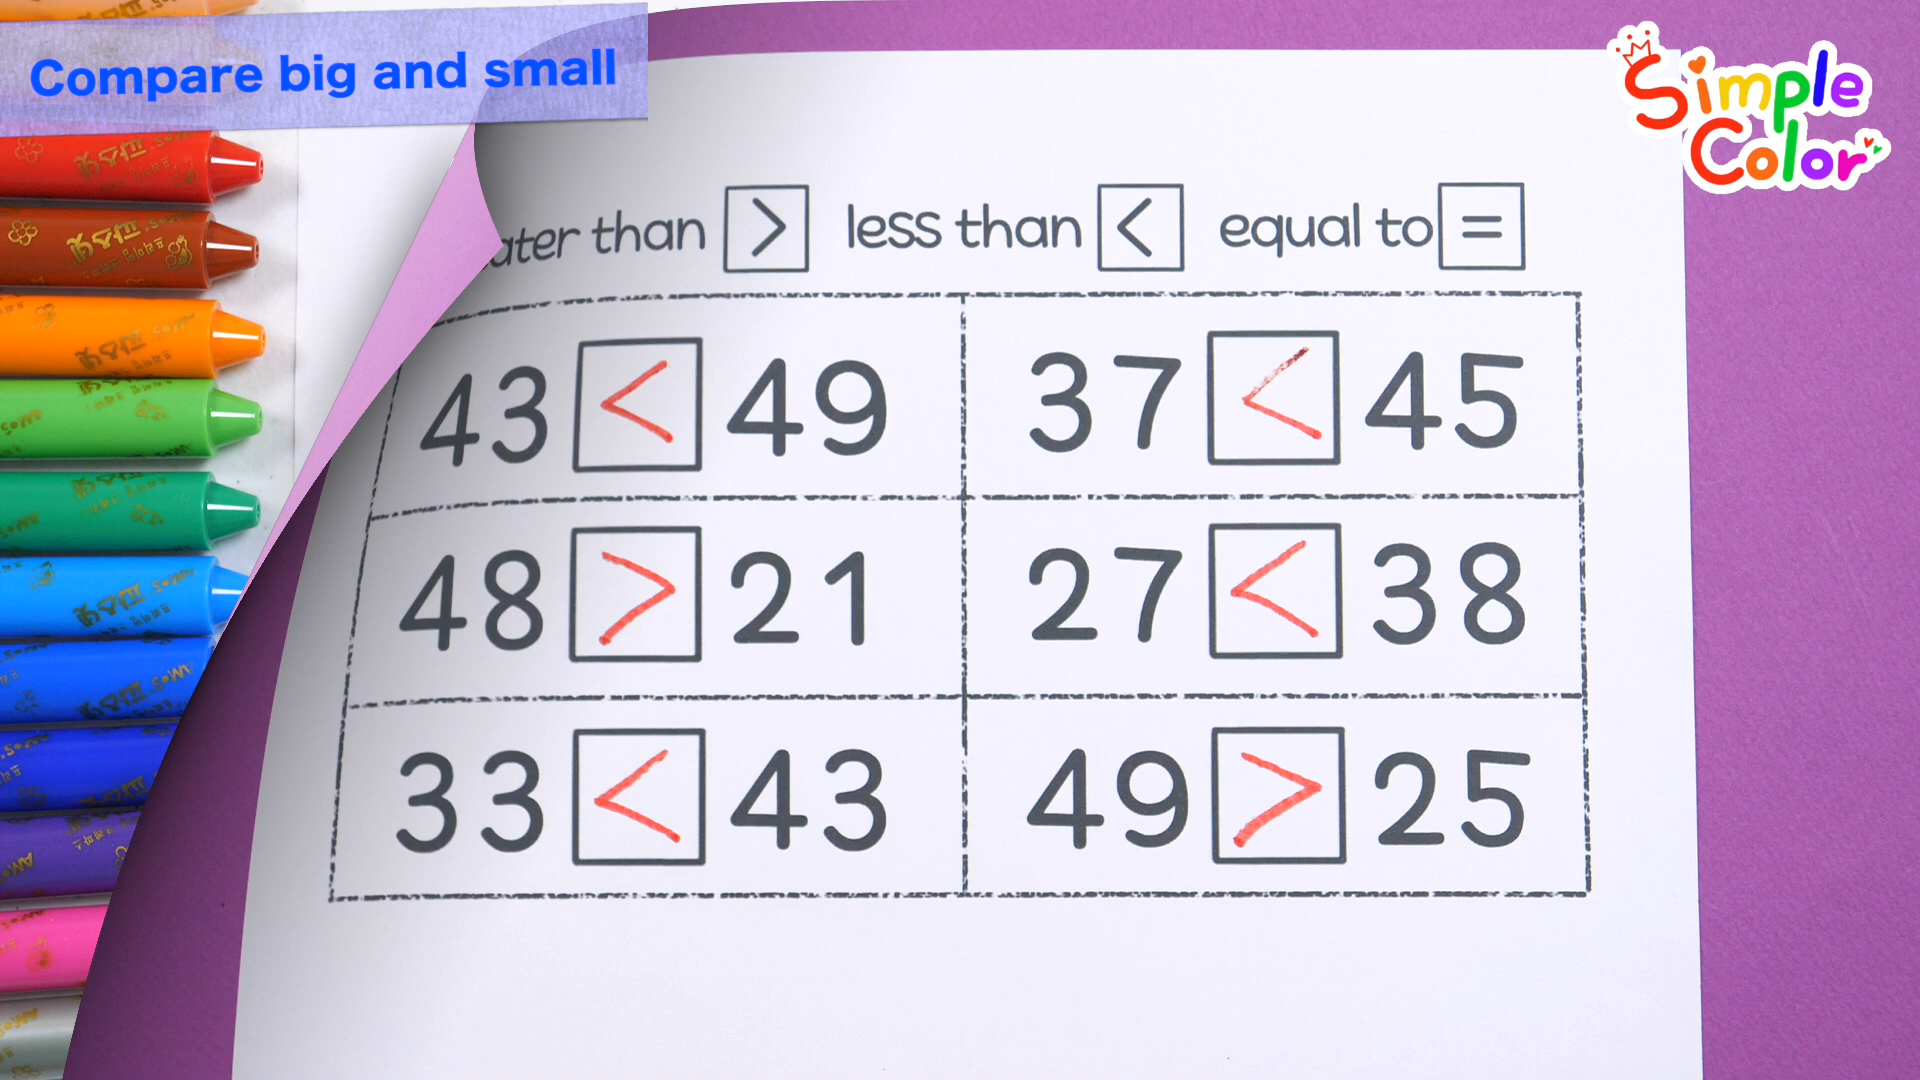 Compare big and small
Simple
Color
ater than > less than < equal to =
43 < 49
37 < 45
48 > 21
27 < 38
33 < 43
49 > 25